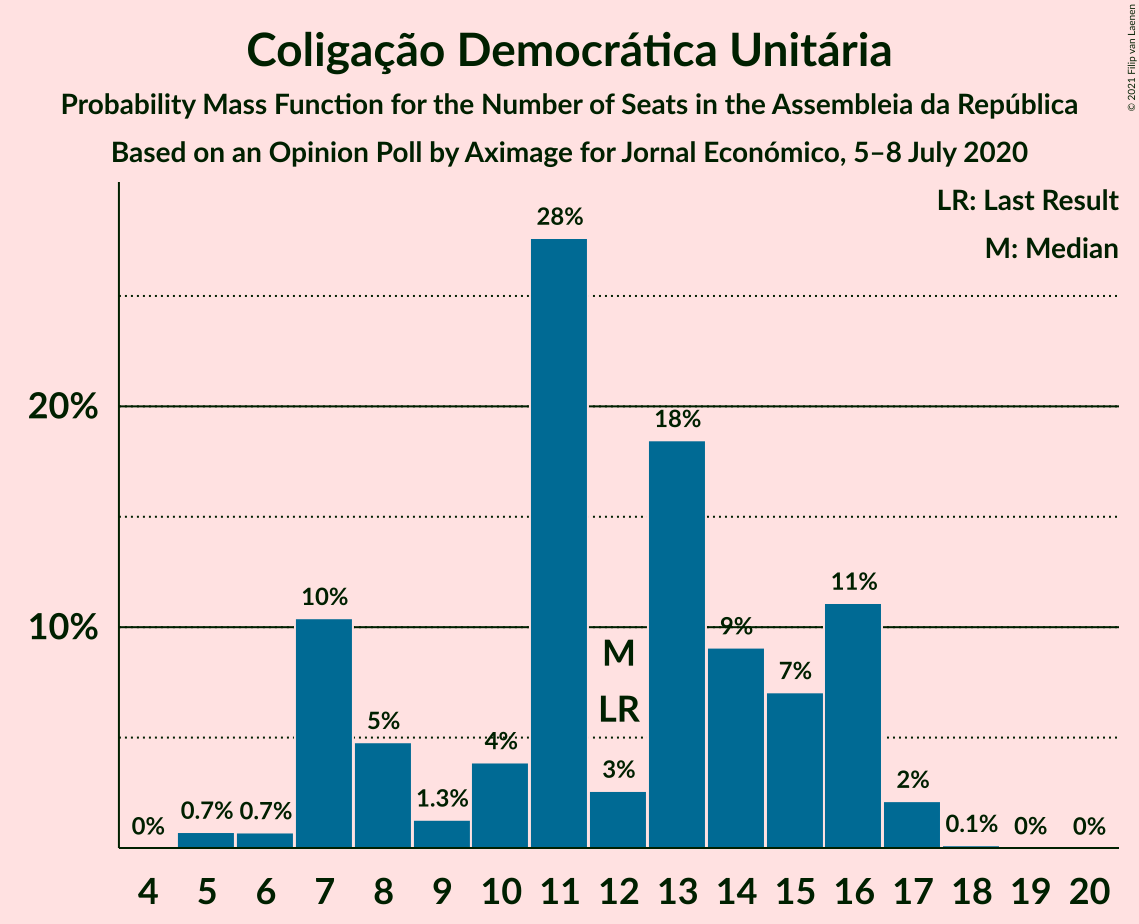 Coligação Democrática Unitária
Probability Mass Function for the Number of Seats in the Assembleia da República
Based on an Opinion Poll by Aximage for Jornal Económico, 5–8 July 2020
© 2021 Filip van Laenen
LR: Last Result
M: Median
20%
10%
0%
0.7%
0.7%
10%
5%
1.3%
4%
28%
M
LR
3%
18%
9%
7%
11%
2%
0.1%
0%
0%
4 5 6 7 8 9 10 11 12 13 14 15 16 17 18 19 20